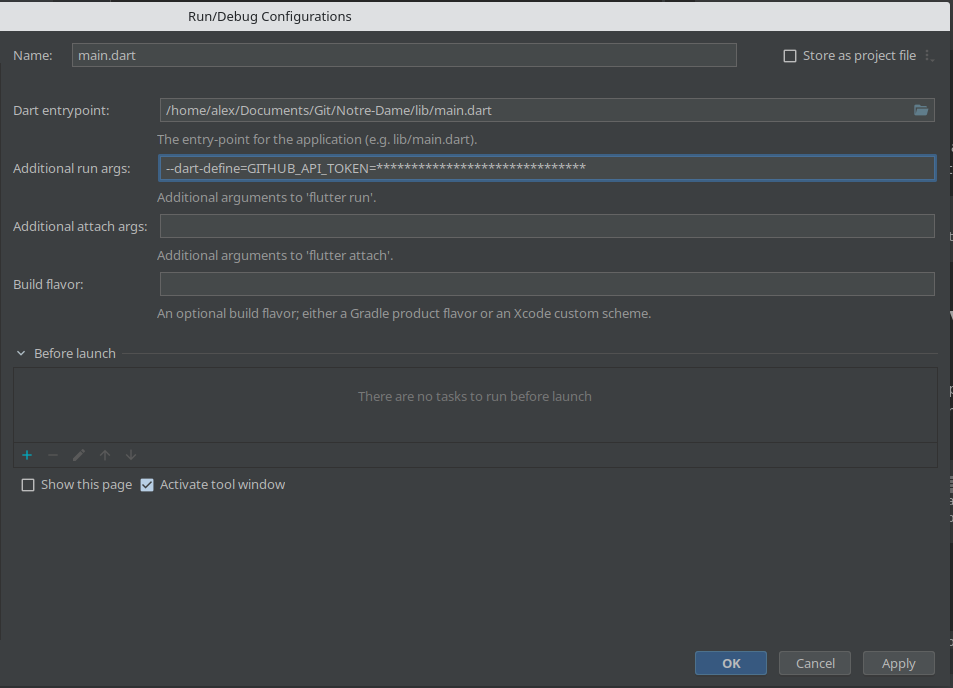 Run/Debug Configurations
Name: main.dart Store as project file
Dart entrypoint: /home/alex/Documents/Git/Notre-Dame/lib/main.dart
The entry-point for the application (e.g. lib/main.dart).
Additional run args: --dart-define=GITHUB_API_TOKEN=******************************
Additional arguments to 'flutter run'.
Additional attach args:
Additional arguments to 'flutter attach'.
Build flavor:
An optional build flavor; either a Gradle product flavor or an Xcode custom scheme.
Before launch
There are no tasks to run before launch
Show this page Activate tool window
OK Cancel Apply